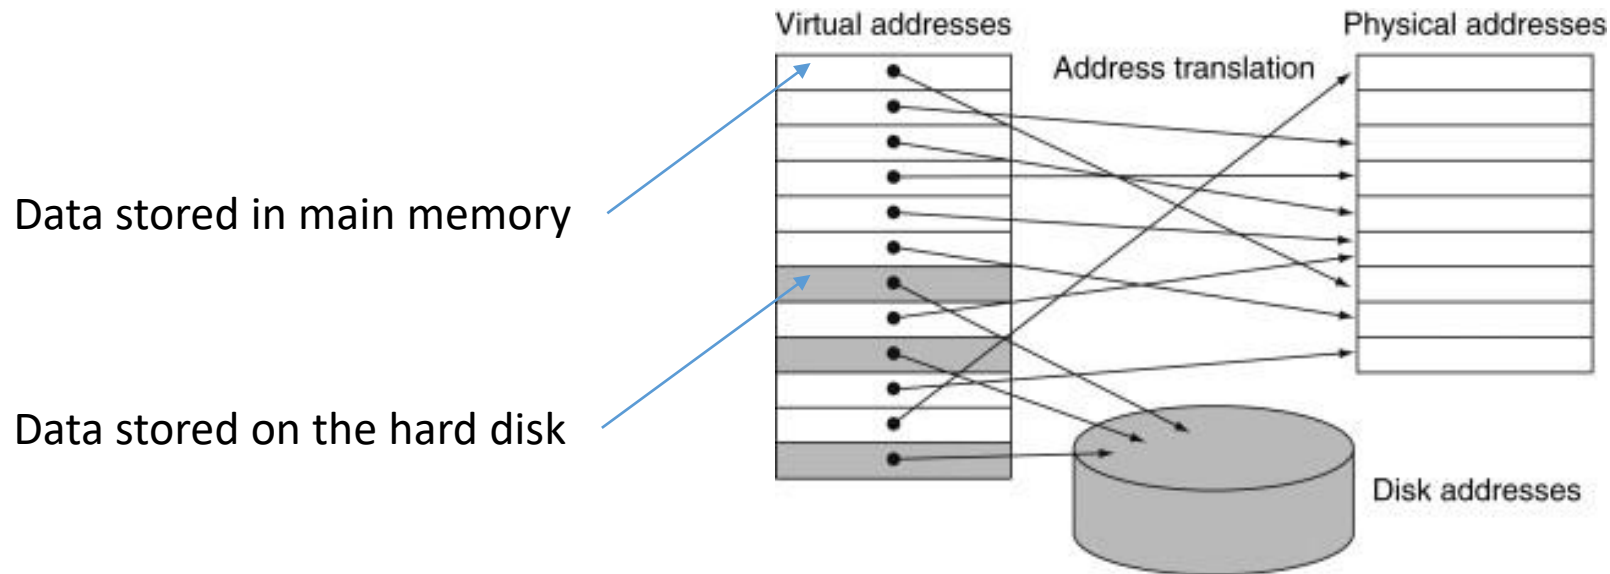 Virtual addresses
Physical addresses
Address translation
Data stored in main memory
Data stored on the hard disk
Disk addresses